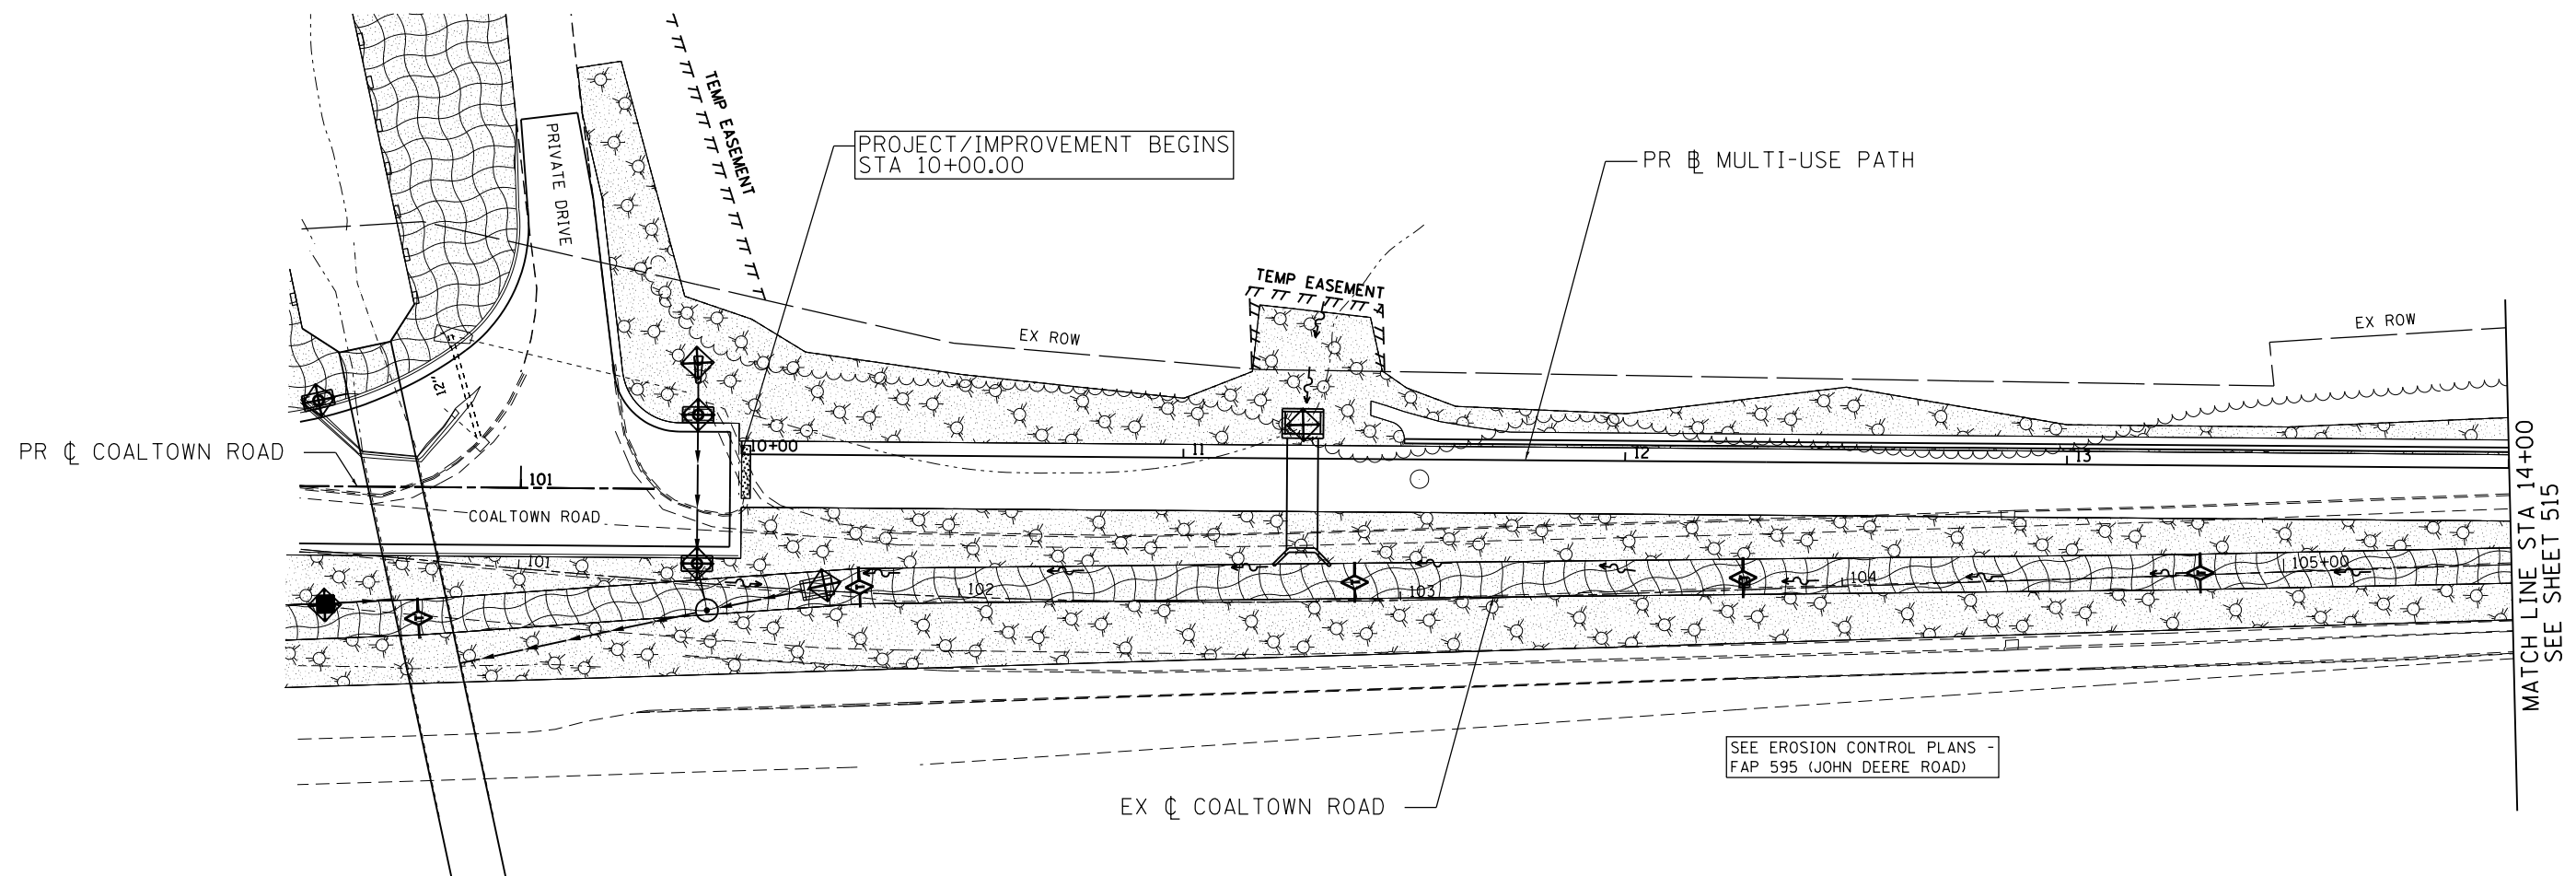 TEMP EASEMENT
PRIVATE DRIVE
PROJECT/IMPROVEMENT BEGINS
STA 10+00.00
PR ⅊ MULTI-USE PATH
TEMP EASEMENT
EX ROW
EX ROW
12"
10+00
11
12
13
PR ℄ COALTOWN ROAD
101
COALTOWN ROAD
101
102
103
104
105+00
MATCH LINE STA 14+00
SEE SHEET 515
SEE EROSION CONTROL PLANS -
FAP 595 (JOHN DEERE ROAD)
EX ℄ COALTOWN ROAD